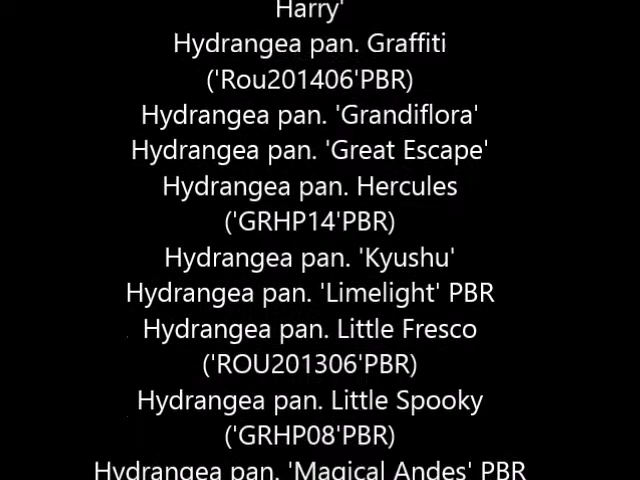 Harry'
Hydrangea pan. Graffiti
('Rou201406'PBR)
Hydrangea pan. 'Grandiflora'
Hydrangea pan. 'Great Escape'
Hydrangea pan. Hercules
('GRHP14'PBR)
Hydrangea pan. 'Kyushu'
Hydrangea pan. 'Limelight' PBR
Hydrangea pan. Little Fresco
('ROU201306'PBR)
Hydrangea pan. Little Spooky
('GRHP08'PBR)
Hydrangea pan. 'Magical Andes' PBR